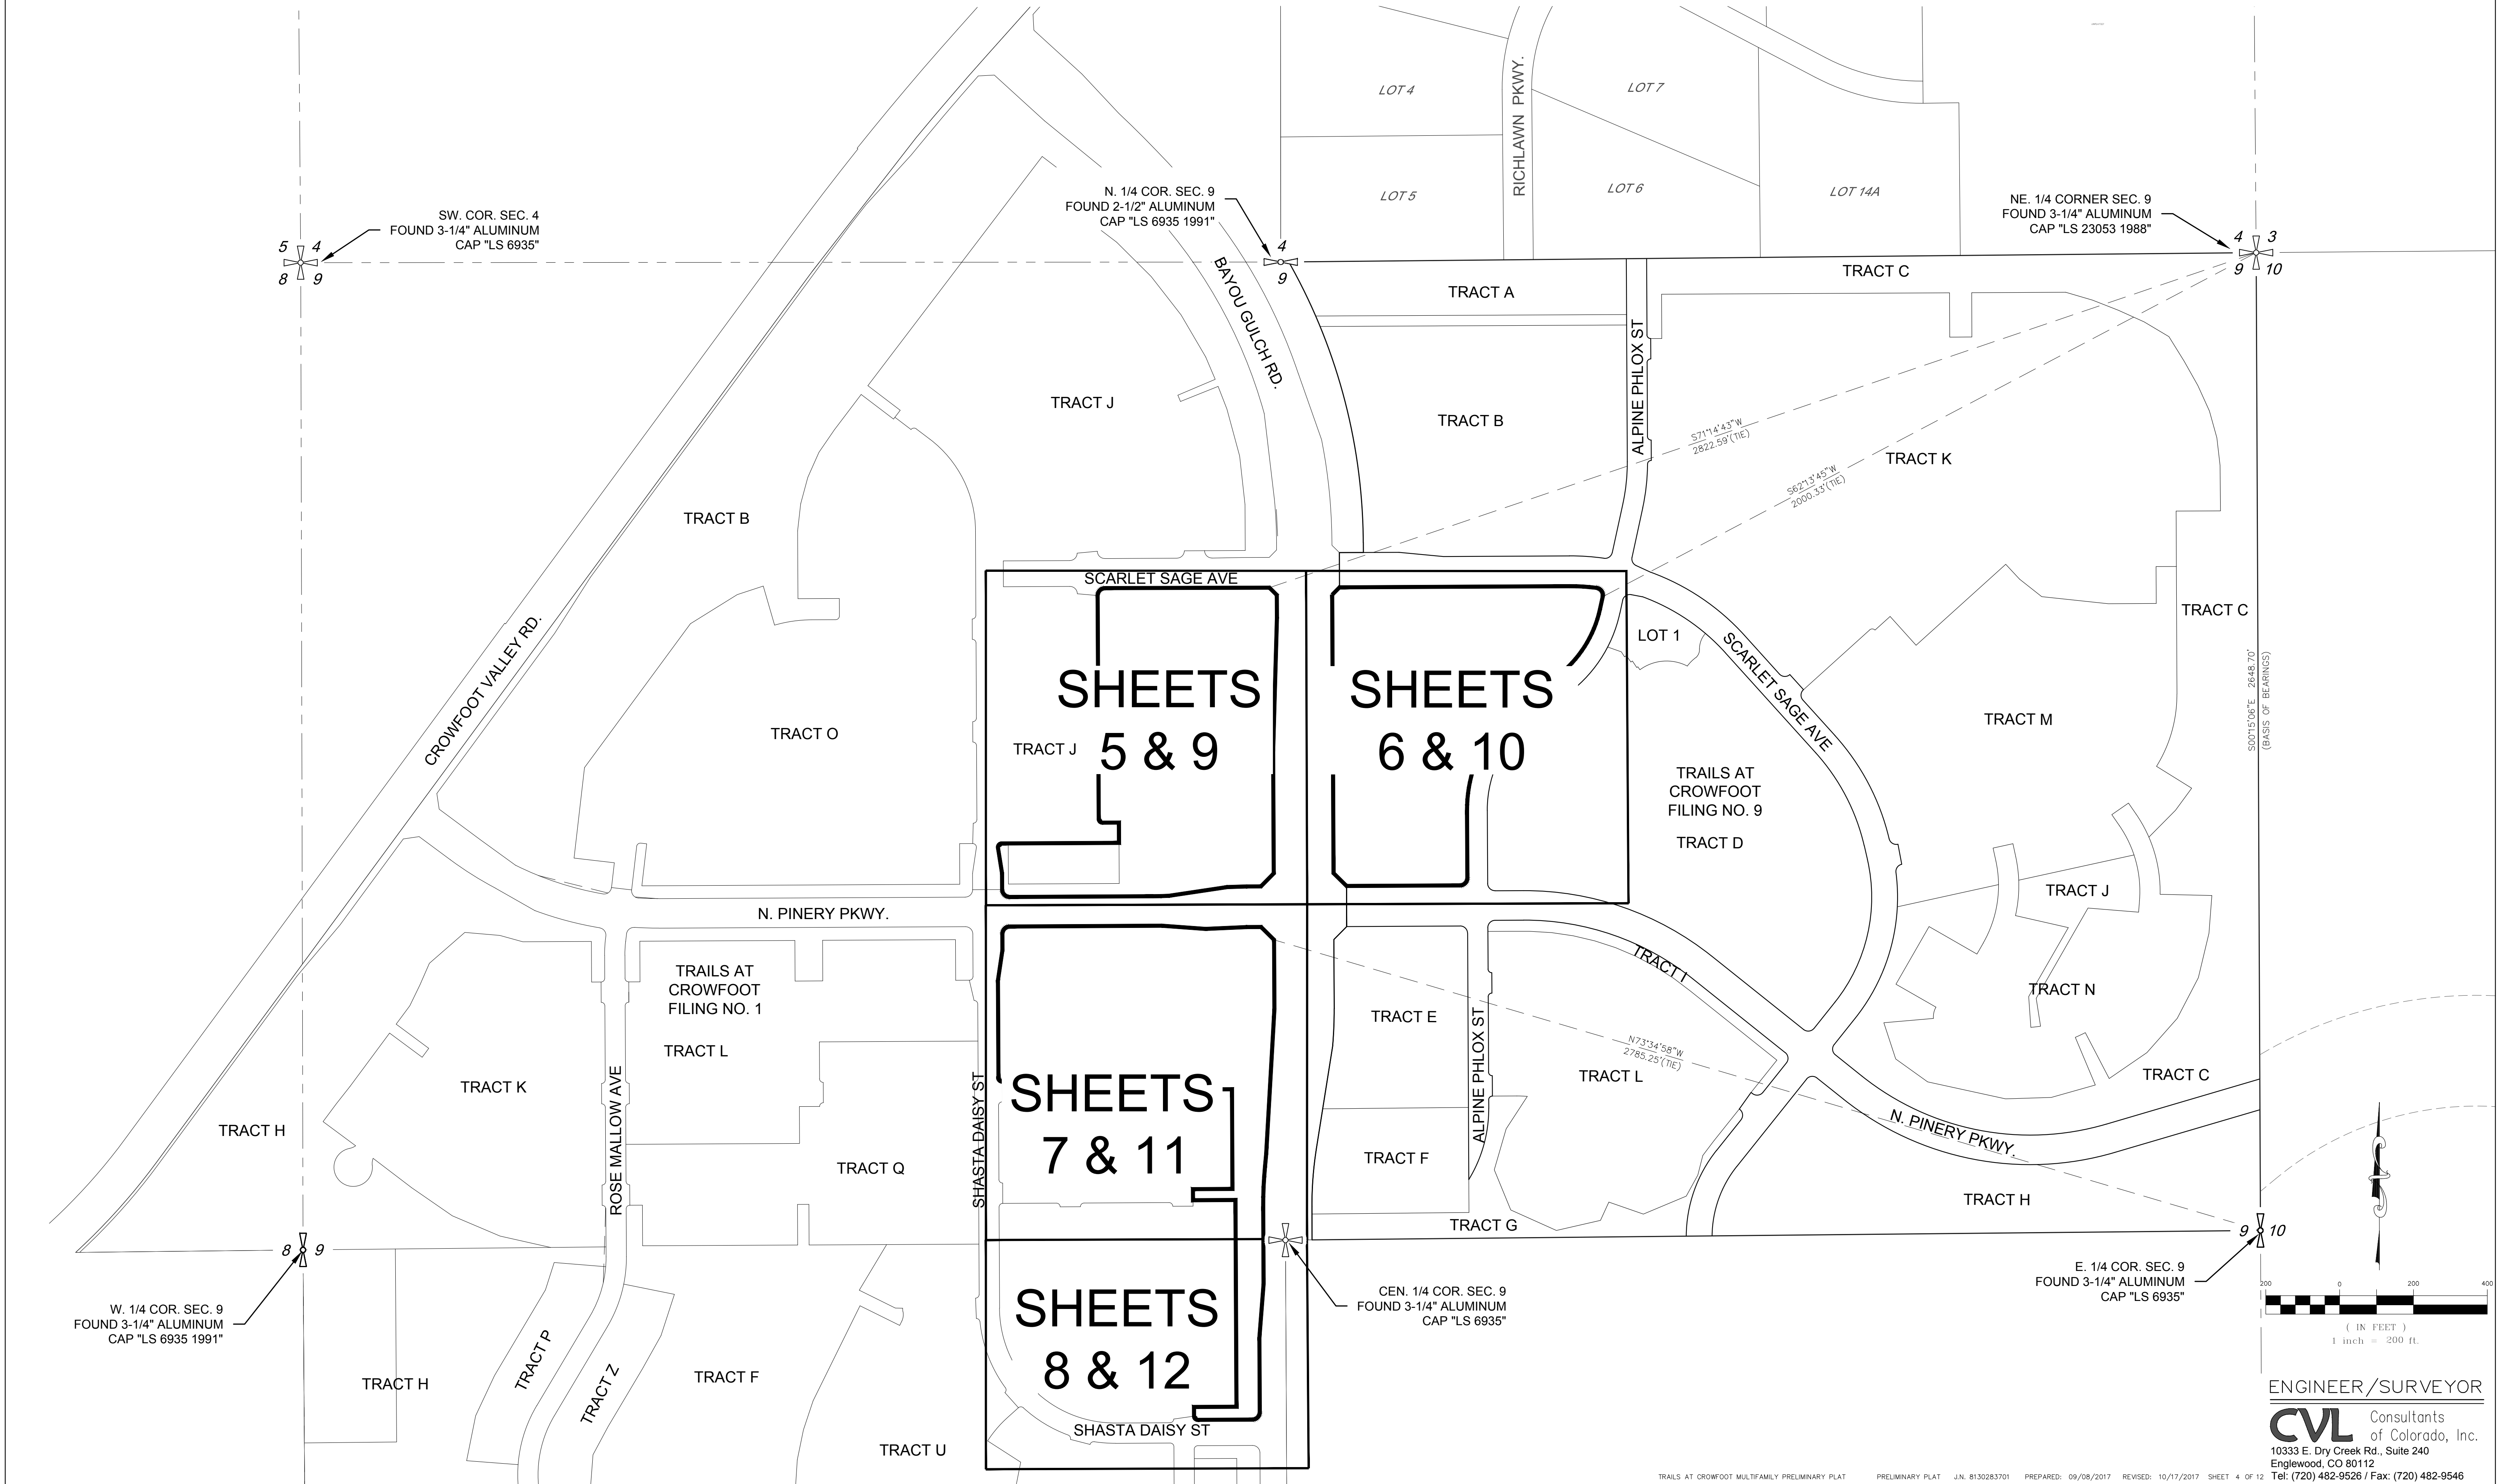 LOT 4
LOT 7
RICHLAWN PKWY.
LOT 5
LOT 6
LOT 14A
SW. COR. SEC. 4
FOUND 3-1/4" ALUMINUM
CAP "LS 6935"
5 4
8 9
N. 1/4 COR. SEC. 9
FOUND 2-1/2" ALUMINUM
CAP "LS 6935 1991"
4
9
NE. 1/4 CORNER SEC. 9
FOUND 3-1/4" ALUMINUM
CAP "LS 23053 1988"
4 3
9 10
BAYOU GULCH RD.
TRACT A
TRACT C
ALPINE PHLOX ST
TRACT J
TRACT B
S71°14'43"W
2822.59'(TIE)
TRACT K
S62°13'45"W
2000.33'(TIE)
TRACT B
SCARLET SAGE AVE
TRACT C
CROWFOOT VALLEY RD.
LOT 1
SCARLET SAGE AVE
S00°15'06"E 2648.70'
(BASIS OF BEARINGS)
SHEETS
5 & 9
SHEETS
6 & 10
TRACT O
TRACT J
TRACT M
TRAILS AT
CROWFOOT
FILING NO. 9
TRACT D
TRACT J
N. PINERY PKWY.
TRAILS AT
CROWFOOT
FILING NO. 1
TRACT L
TRACT I
TRACT N
TRACT E
ALPINE PHLOX ST
N73°34'58"W
2785.25'(TIE)
TRACT L
TRACT C
TRACT K
ROSE MALLOW AVE
SHASTA DAISY ST
SHEETS
7 & 11
TRACT H
TRACT Q
TRACT F
N. PINERY PKWY.
TRACT H
TRACT G
8 9
9 10
W. 1/4 COR. SEC. 9
FOUND 3-1/4" ALUMINUM
CAP "LS 6935 1991"
SHEETS
8 & 12
CEN. 1/4 COR. SEC. 9
FOUND 3-1/4" ALUMINUM
CAP "LS 6935"
E. 1/4 COR. SEC. 9
FOUND 3-1/4" ALUMINUM
CAP "LS 6935"
200 0 200 400
( IN FEET )
1 inch = 200 ft.
TRACT H
TRACT P
TRACT Z
TRACT F
TRACT U
SHASTA DAISY ST
ENGINEER/SURVEYOR
CVL
Consultants
of Colorado, Inc.
10333 E. Dry Creek Rd., Suite 240
Englewood, CO 80112
Tel: (720) 482-9526 / Fax: (720) 482-9546
TRAILS AT CROWFOOT MULTIFAMILY PRELIMINARY PLAT PRELIMINARY PLAT J.N. 8130283701 PREPARED: 09/08/2017 REVISED: 10/17/2017 SHEET 4 OF 12